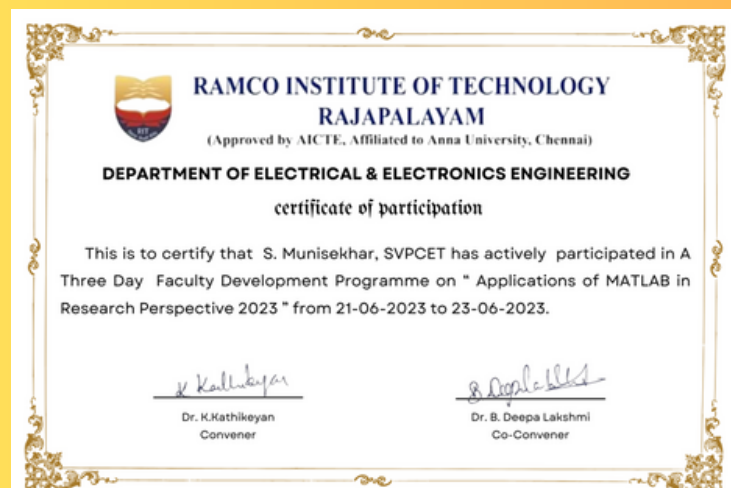 RAMCO INSTITUTE OF TECHNOLOGY
RAJAPALAYAM
(Approved by AICTE, Affiliated to Anna University, Chennai)
DEPARTMENT OF ELECTRICAL & ELECTRONICS ENGINEERING
certificate of participation
This is to certify that S. Munisekhar, SVPCET has actively participated in A
Three Day Faculty Development Programme on “ Applications of MATLAB in
Research Perspective 2023 ” from 21-06-2023 to 23-06-2023.
Dr. K.Kathikeyan
Convener
Dr. B. Deepa Lakshmi
Co-Convener